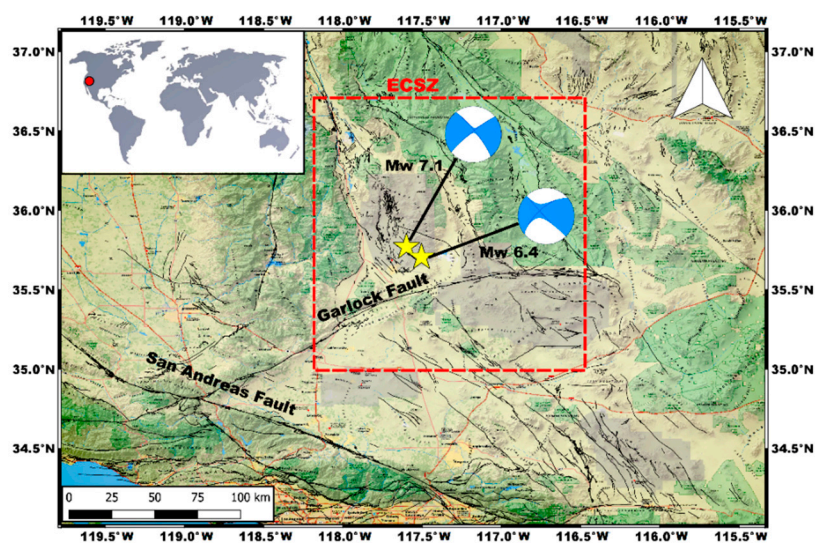 119.5°W 119.0°W 118.5°W 118.0°W 117.5°W 117.0°W 116.5°W 116.0°W 115.5°W
37.0°N 37.0°N
ECSZ
36.5°N 36.5°N
Mw 7.1
36.0°N 36.0°N
Mw 6.4
35.5°N 35.5°N
Garlock Fault
35.0°N 35.0°N
San Andreas Fault
34.5°N 34.5°N
0 25 50 75 100 km
119.5°W 119.0°W 118.5°W 118.0°W 117.5°W 117.0°W 116.5°W 116.0°W 115.5°W